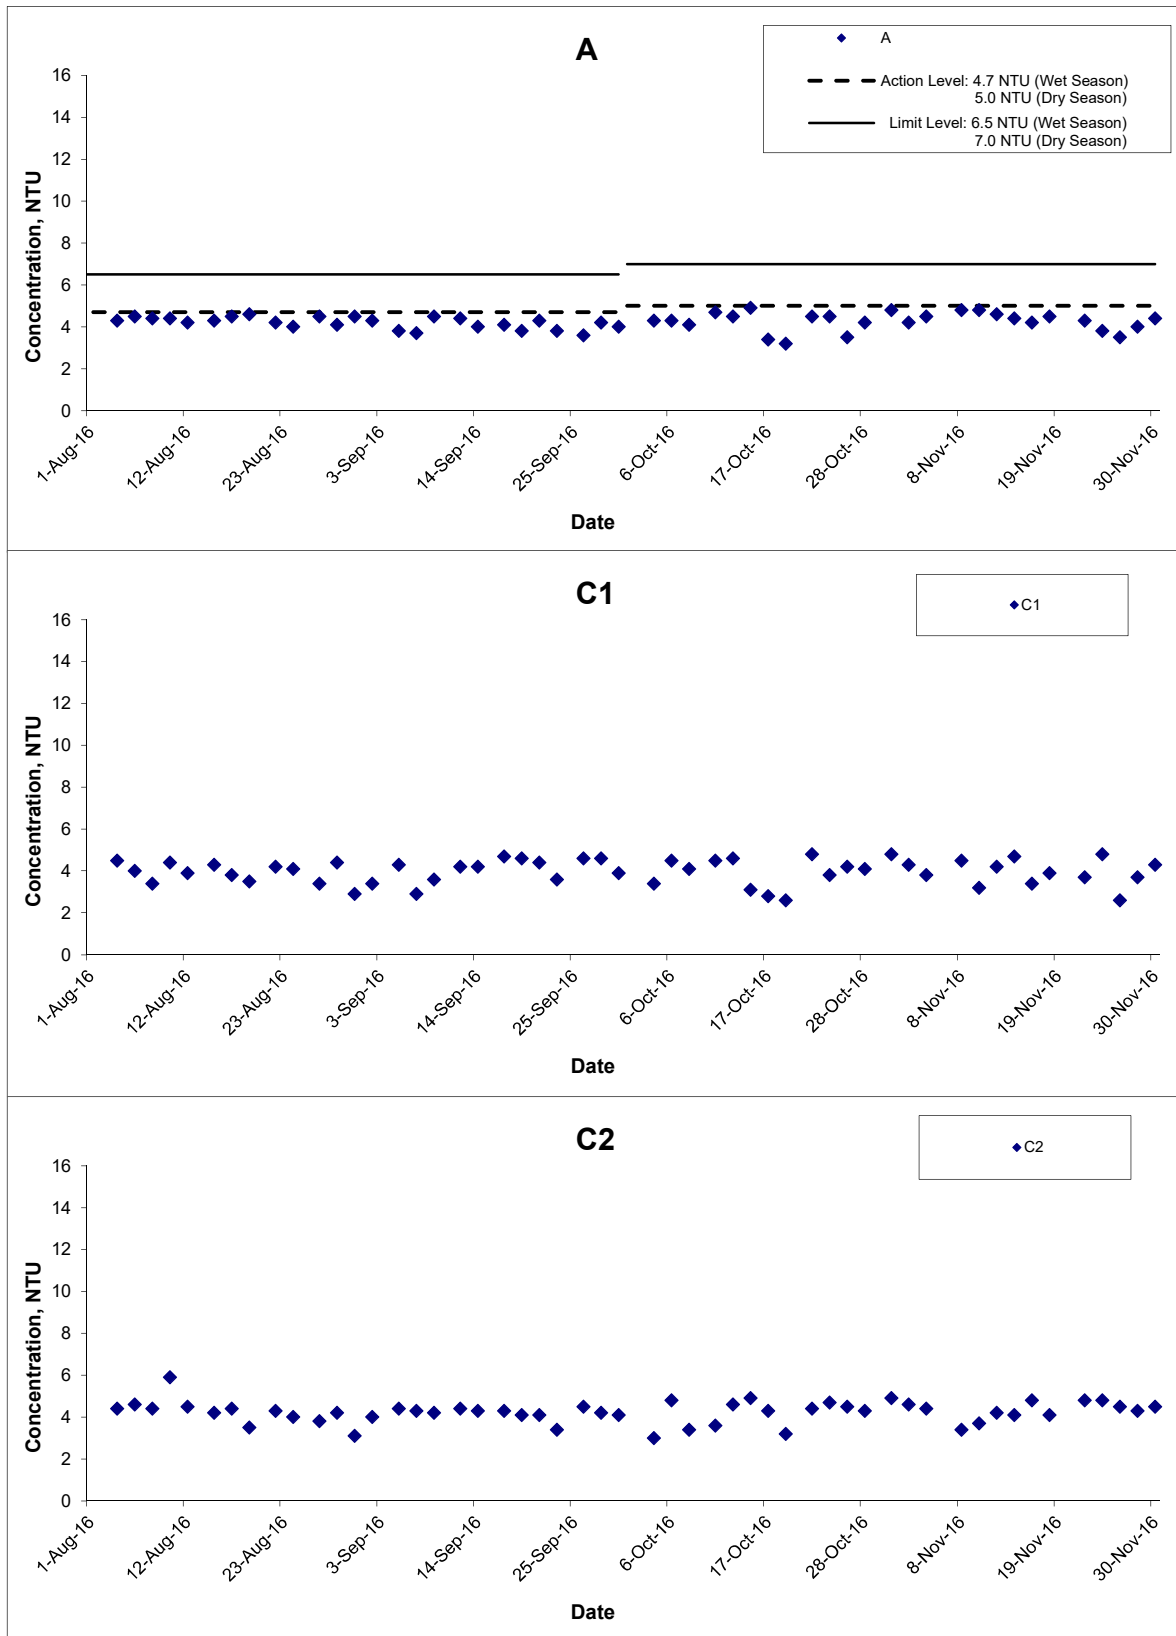 A
A
Action Level: 4.7 NTU (Wet Season)
5.0 NTU (Dry Season)
Limit Level: 6.5 NTU (Wet Season)
7.0 NTU (Dry Season)
Concentration, NTU
16
14
12
10
8
6
4
2
0
1-Aug-16
12-Aug-16
23-Aug-16
3-Sep-16
14-Sep-16
25-Sep-16
6-Oct-16
17-Oct-16
28-Oct-16
8-Nov-16
19-Nov-16
30-Nov-16
Date
C1
C1
Concentration, NTU
16
14
12
10
8
6
4
2
0
1-Aug-16
12-Aug-16
23-Aug-16
3-Sep-16
14-Sep-16
25-Sep-16
6-Oct-16
17-Oct-16
28-Oct-16
8-Nov-16
19-Nov-16
30-Nov-16
Date
C2
C2
Concentration, NTU
16
14
12
10
8
6
4
2
0
1-Aug-16
12-Aug-16
23-Aug-16
3-Sep-16
14-Sep-16
25-Sep-16
6-Oct-16
17-Oct-16
28-Oct-16
8-Nov-16
19-Nov-16
30-Nov-16
Date